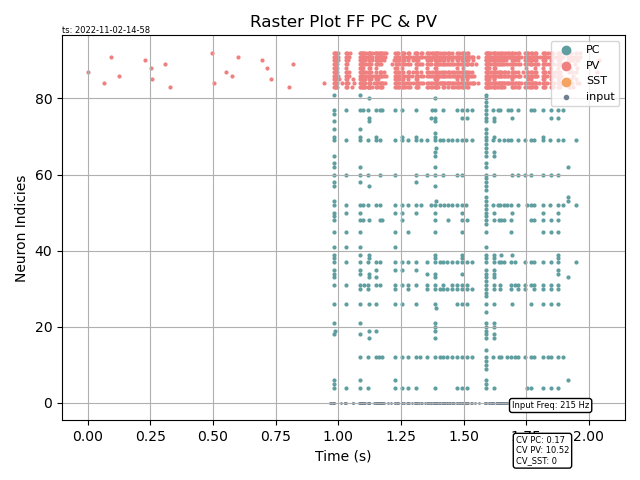 Raster Plot FF PC & PV
ts: 2022-11-02-14-58
PC
PV
SST
input
80
60
40
20
0
Neuron Indicies
Input Freq: 215 Hz
0.00 0.25 0.50 0.75 1.00 1.25 1.50 1.75 2.00
Time (s)
CV PC: 0.17
CV PV: 10.52
CV_SST: 0